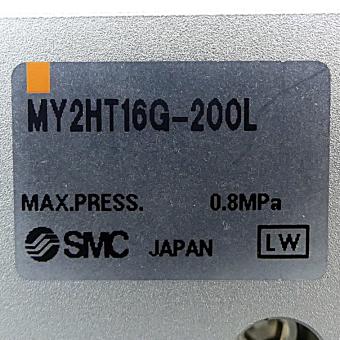 MY2HT16G-200L
MAX.PRESS. 0.8MPa
SMC JAPAN LW